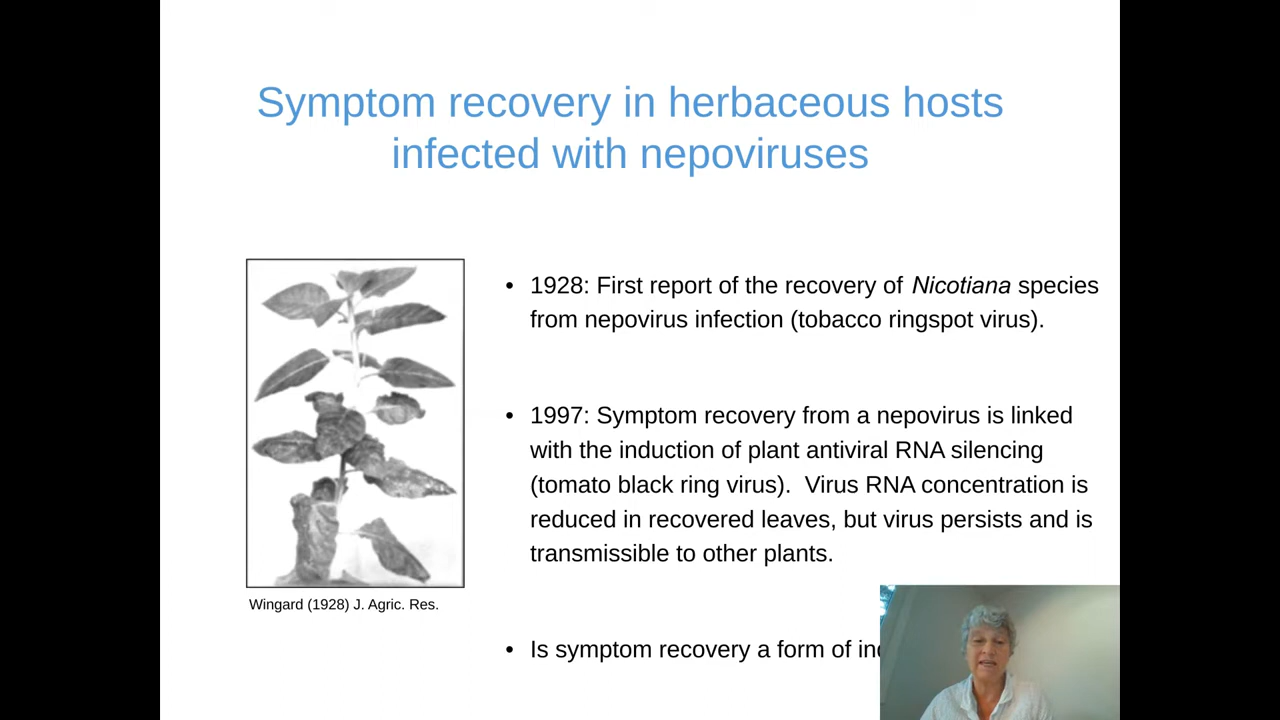 Symptom recovery in herbaceous hosts
infected with nepoviruses
• 1928: First report of the recovery of Nicotiana species
from nepovirus infection (tobacco ringspot virus).
• 1997: Symptom recovery from a nepovirus is linked
with the induction of plant antiviral RNA silencing
(tomato black ring virus). Virus RNA concentration is
reduced in recovered leaves, but virus persists and is
transmissible to other plants.
Wingard (1928) J. Agric. Res.
• Is symptom recovery a form of